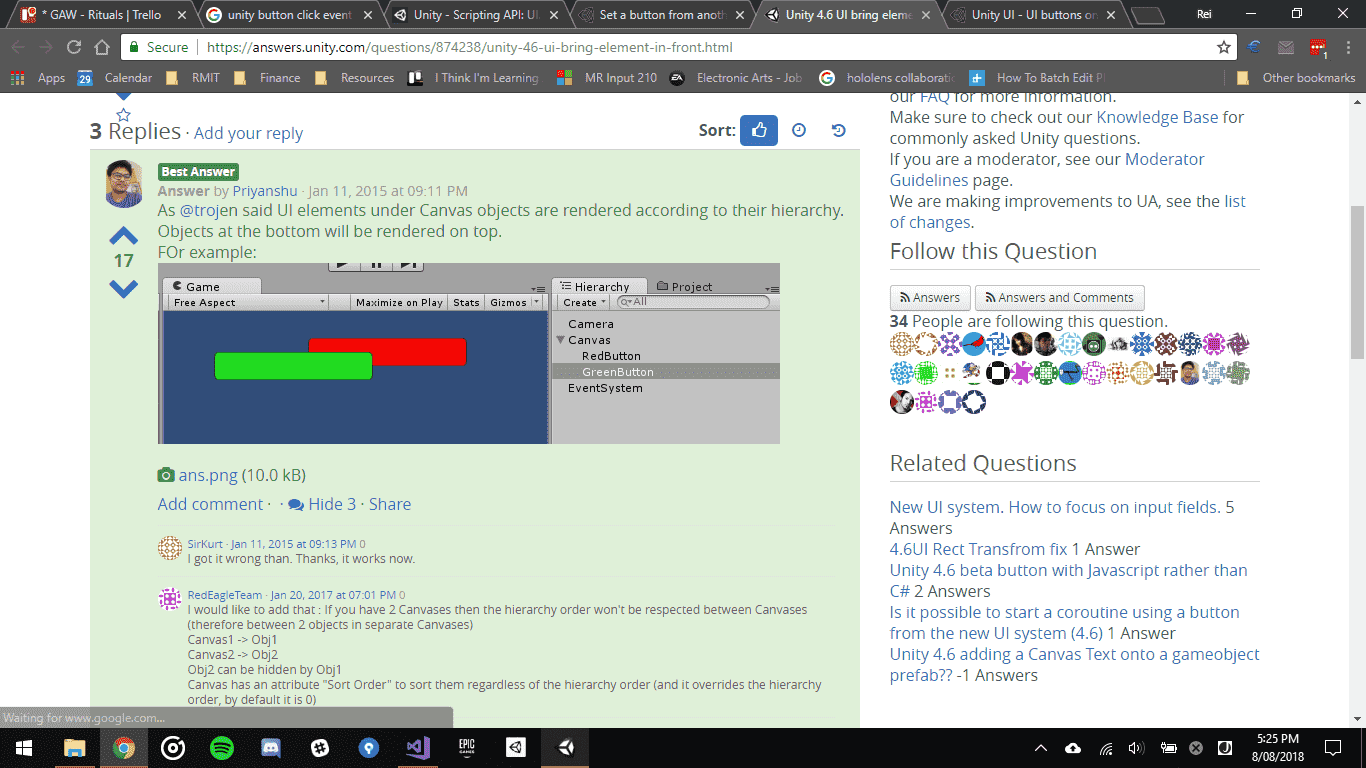 * GAW - Rituals | Trello
unity button click event
Unity - Scripting API: UI.
Set a button from anoth
Unity 4.6 UI bring eleme
Unity UI - UI buttons on
Rei
Secure
https://answers.unity.com/questions/874238/unity-46-ui-bring-element-in-front.html
Apps
29
Calendar
RMIT
Finance
Resources
I Think I'm Learning
MR Input 210
EA
Electronic Arts - Job
hololens collaborati
How To Batch Edit P
Other bookmarks
3 Replies · Add your reply
Sort:
Best Answer
Answer by Priyanshu · Jan 11, 2015 at 09:11 PM
As @trojen said UI elements under Canvas objects are rendered according to their hierarchy.
Objects at the bottom will be rendered on top.
FOr example:
17
Game
Free Aspect
Maximize on Play
Stats
Gizmos
Hierarchy
Project
Create
All
Camera
Canvas
RedButton
GreenButton
EventSystem
ans.png (10.0 kB)
Add comment · · Hide 3 · Share
SirKurt · Jan 11, 2015 at 09:13 PM 0
I got it wrong than. Thanks, it works now.
RedEagleTeam · Jan 20, 2017 at 07:01 PM 0
I would like to add that : If you have 2 Canvases then the hierarchy order won't be respected between Canvases
(therefore between 2 objects in separate Canvases)
Canvas1 -> Obj1
Canvas2 -> Obj2
Obj2 can be hidden by Obj1
Canvas has an attribute "Sort Order" to sort them regardless of the hierarchy order (and it overrides the hierarchy
order, by default it is 0)
our FAQ for more information.
Make sure to check out our Knowledge Base for
commonly asked Unity questions.
If you are a moderator, see our Moderator
Guidelines page.
We are making improvements to UA, see the list
of changes.
Follow this Question
Answers
Answers and Comments
34 People are following this question.
Related Questions
New UI system. How to focus on input fields. 5
Answers
4.6UI Rect Transfrom fix 1 Answer
Unity 4.6 beta button with Javascript rather than
C# 2 Answers
Is it possible to start a coroutine using a button
from the new UI system (4.6) 1 Answer
Unity 4.6 adding a Canvas Text onto a gameobject
prefab?? -1 Answers
Waiting for www.google.com...
EPIC
GAMES
5:25 PM
8/08/2018